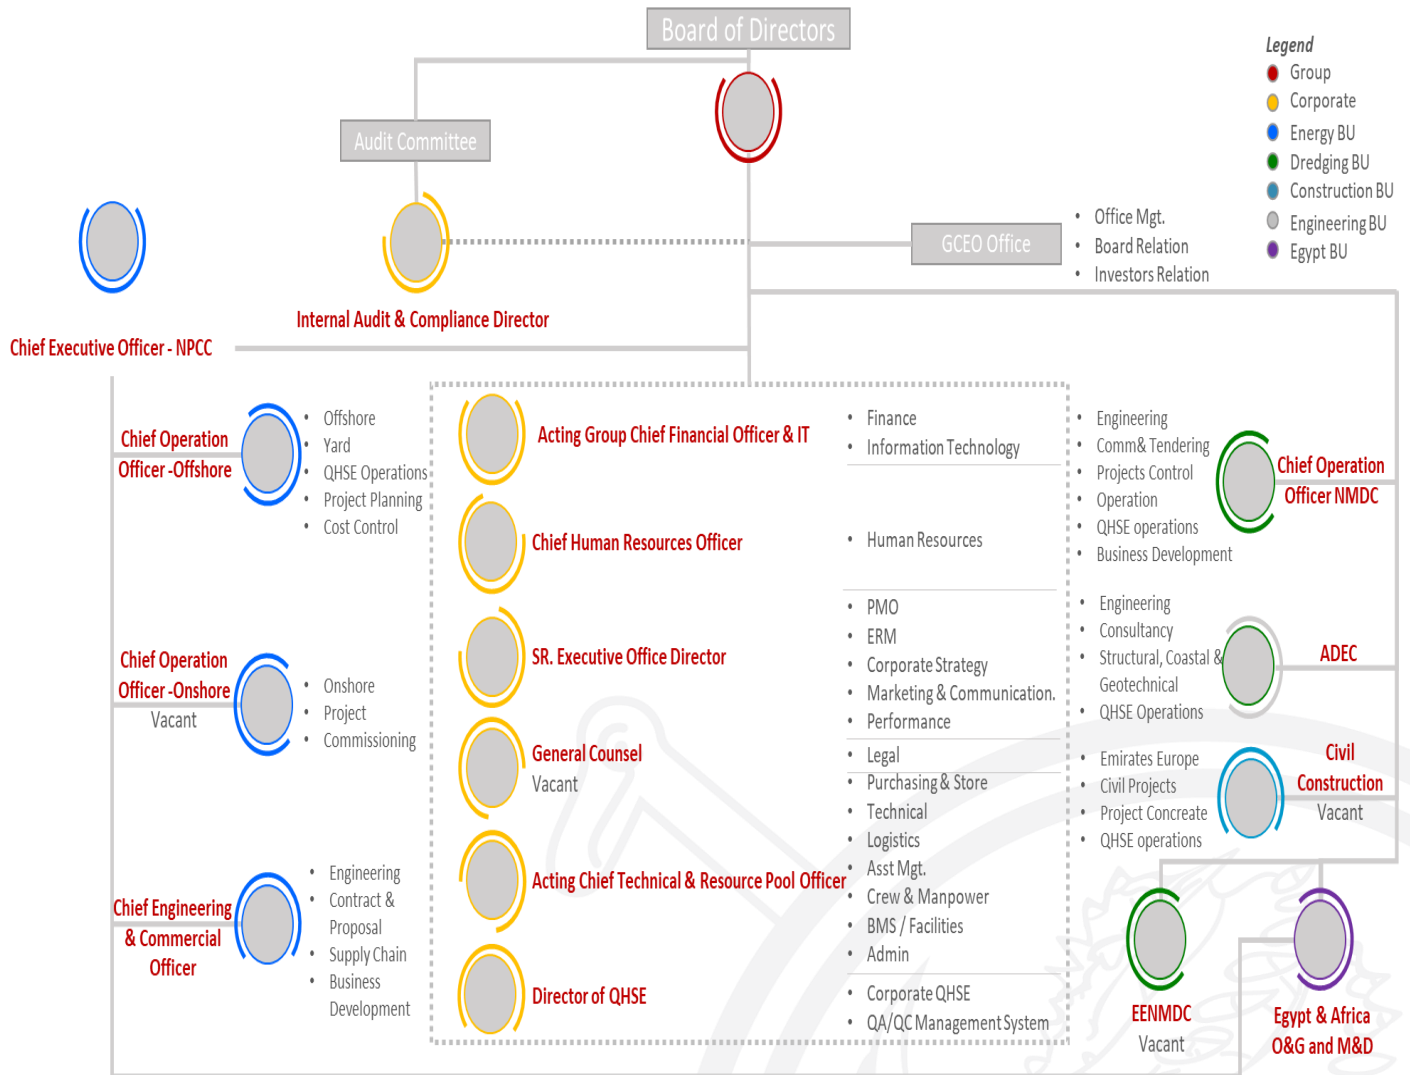 Board of Directors
Legend
Group
Corporate
Energy BU
Dredging BU
Construction BU
Engineering BU
Egypt BU
Audit Committee
GCEO Office
• Office Mgt.
• Board Relation
• Investors Relation
Internal Audit & Compliance Director
Chief Executive Officer - NPCC
Chief Operation
Officer -Offshore
• Offshore
• Yard
• QHSE Operations
• Project Planning
• Cost Control
Chief Operation
Officer -Onshore
Vacant
• Onshore
• Project
• Commissioning
Chief Engineering
& Commercial
Officer
• Engineering
• Contract &
Proposal
• Supply Chain
• Business
Development
Acting Group Chief Financial Officer & IT
• Finance
• Information Technology
Chief Human Resources Officer
• Human Resources
SR. Executive Office Director
• PMO
• ERM
• Corporate Strategy
• Marketing & Communication.
• Performance
General Counsel
Vacant
• Legal
Acting Chief Technical & Resource Pool Officer
• Purchasing & Store
• Technical
• Logistics
• Asst Mgt.
• Crew & Manpower
• BMS / Facilities
• Admin
Director of QHSE
• Corporate QHSE
• QA/QC Management System
• Engineering
• Comm& Tendering
• Projects Control
• Operation
• QHSE operations
• Business Development
Chief Operation
Officer NMDC
• Engineering
• Consultancy
• Structural, Coastal &
Geotechnical
• QHSE Operations
ADEC
• Emirates Europe
• Civil Projects
• Project Concreate
• QHSE operations
Civil
Construction
Vacant
EENMDC
Vacant
Egypt & Africa
O&G and M&D